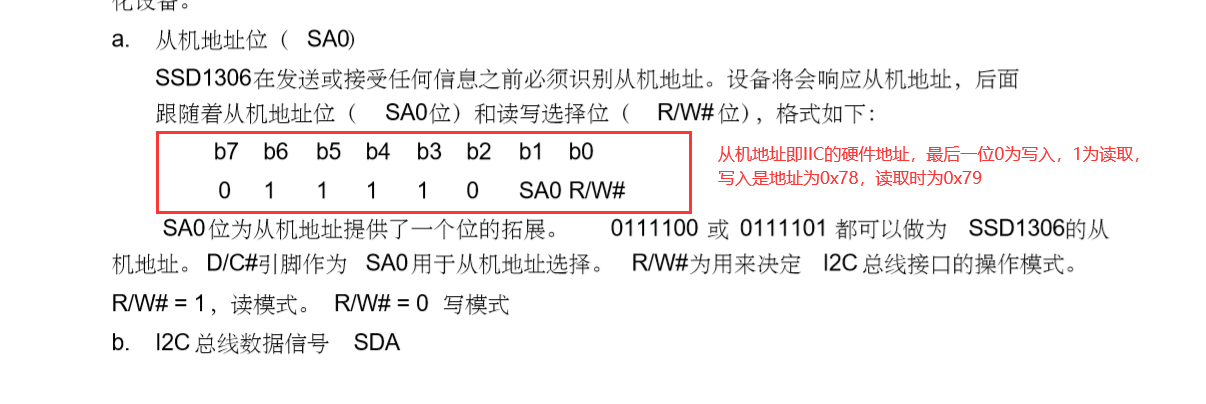 化设备。
a. 从机地址位（ SA0)
SSD1306在发送或接受任何信息之前必须识别从机地址。设备将会响应从机地址，后面
跟随着从机地址位（ SA0位）和读写选择位（ R/W#位），格式如下：
b7 b6 b5 b4 b3 b2 b1 b0
0 1 1 1 1 0 SA0 R/W#
从机地址即IIC的硬件地址，最后一位0为写入，1为读取，
写入是地址为0x78，读取时为0x79
SA0位为从机地址提供了一个位的拓展。 0111100 或 0111101 都可以做为 SSD1306的从
机地址。D/C#引脚作为 SA0用于从机地址选择。 R/W#为用来决定 I2C总线接口的操作模式。
R/W# = 1，读模式。 R/W# = 0 写模式
b. I2C总线数据信号 SDA